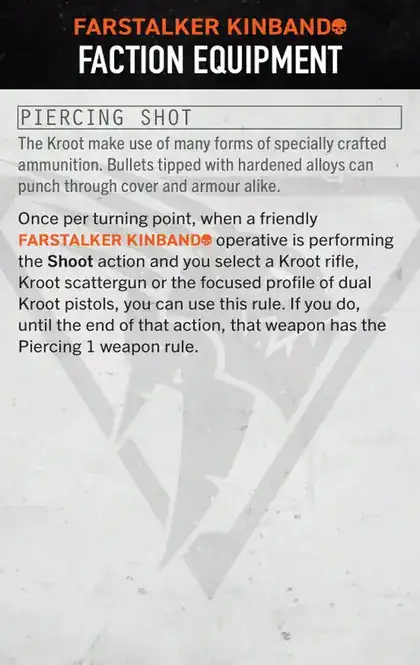 FARSTALKER KINBAND
FACTION EQUIPMENT
PIERCING SHOT
The Kroot make use of many forms of specially crafted
ammunition. Bullets tipped with hardened alloys can
punch through cover and armour alike.
Once per turning point, when a friendly
FARSTALKER KINBAND operative is performing
the Shoot action and you select a Kroot rifle,
Kroot scattergun or the focused profile of dual
Kroot pistols, you can use this rule. If you do,
until the end of that action, that weapon has the
Piercing 1 weapon rule.